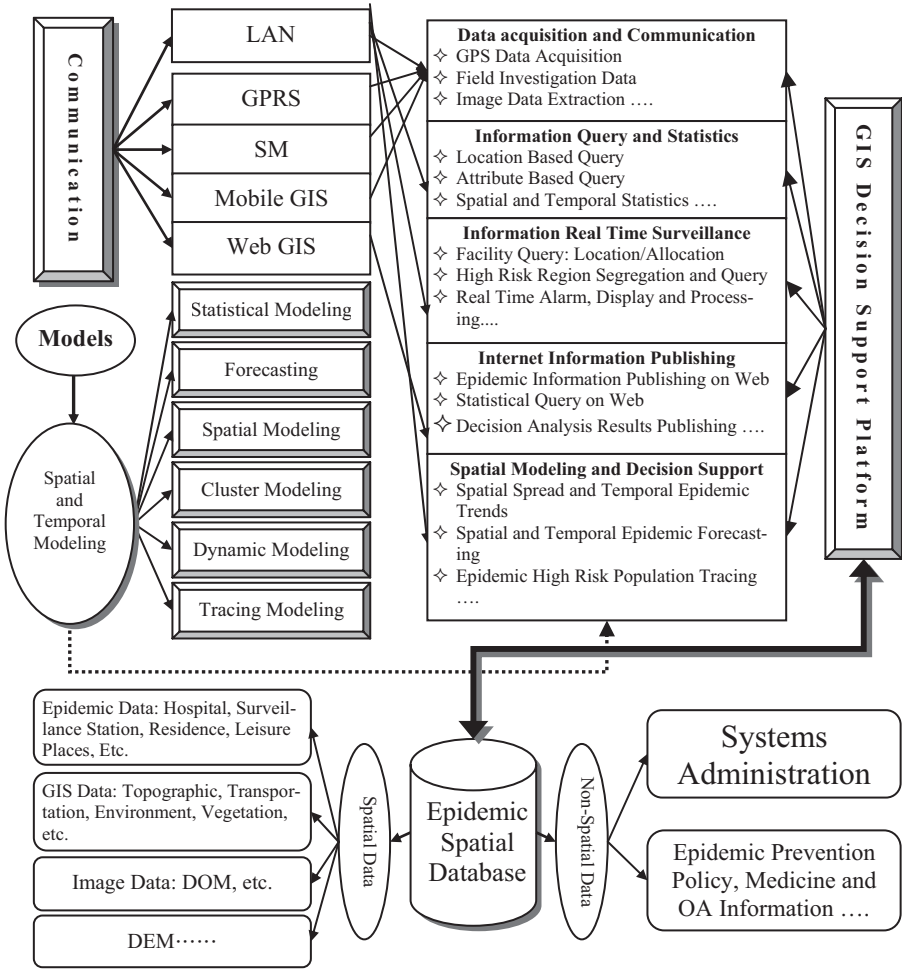 Communication
LAN
GPRS
SM
Mobile GIS
Web GIS
Models
Spatial
and
Temporal
Modeling
Statistical Modeling
Forecasting
Spatial Modeling
Cluster Modeling
Dynamic Modeling
Tracing Modeling
Data acquisition and Communication
✧ GPS Data Acquisition
✧ Field Investigation Data
✧ Image Data Extraction ….
Information Query and Statistics
✧ Location Based Query
✧ Attribute Based Query
✧ Spatial and Temporal Statistics ….
Information Real Time Surveillance
✧ Facility Query: Location/Allocation
✧ High Risk Region Segregation and Query
✧ Real Time Alarm, Display and Process-
ing....
Internet Information Publishing
✧ Epidemic Information Publishing on Web
✧ Statistical Query on Web
✧ Decision Analysis Results Publishing ….
Spatial Modeling and Decision Support
✧ Spatial Spread and Temporal Epidemic
Trends
✧ Spatial and Temporal Epidemic Forecast-
ing
✧ Epidemic High Risk Population Tracing
….
GIS Decision Support Platform
Epidemic Data: Hospital, Surveil-
lance Station, Residence, Leisure
Places, Etc.
GIS Data: Topographic, Transpor-
tation, Environment, Vegetation,
etc.
Image Data: DOM, etc.
DEM……
Spatial Data
Epidemic
Spatial
Database
Non-Spatial Data
Systems
Administration
Epidemic Prevention
Policy, Medicine and
OA Information ….